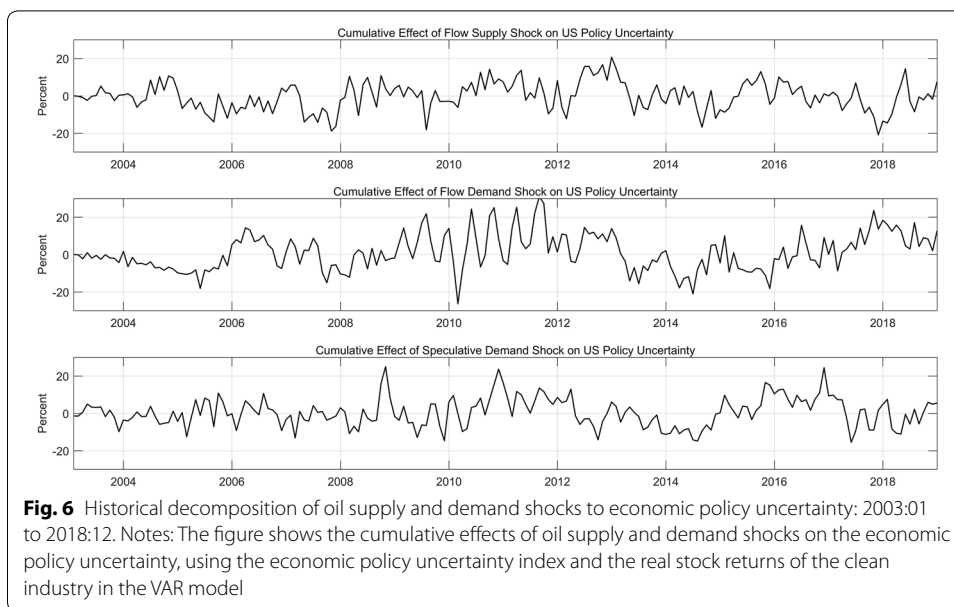 Cumulative Effect of Flow Supply Shock on US Policy Uncertainty
20
0
-20
Percent
2004 2006 2008 2010 2012 2014 2016 2018
Cumulative Effect of Flow Demand Shock on US Policy Uncertainty
20
0
-20
Percent
2004 2006 2008 2010 2012 2014 2016 2018
Cumulative Effect of Speculative Demand Shock on US Policy Uncertainty
20
0
-20
Percent
2004 2006 2008 2010 2012 2014 2016 2018
Fig. 6 Historical decomposition of oil supply and demand shocks to economic policy uncertainty: 2003:01
to 2018:12. Notes: The figure shows the cumulative effects of oil supply and demand shocks on the economic
policy uncertainty, using the economic policy uncertainty index and the real stock returns of the clean
industry in the VAR model